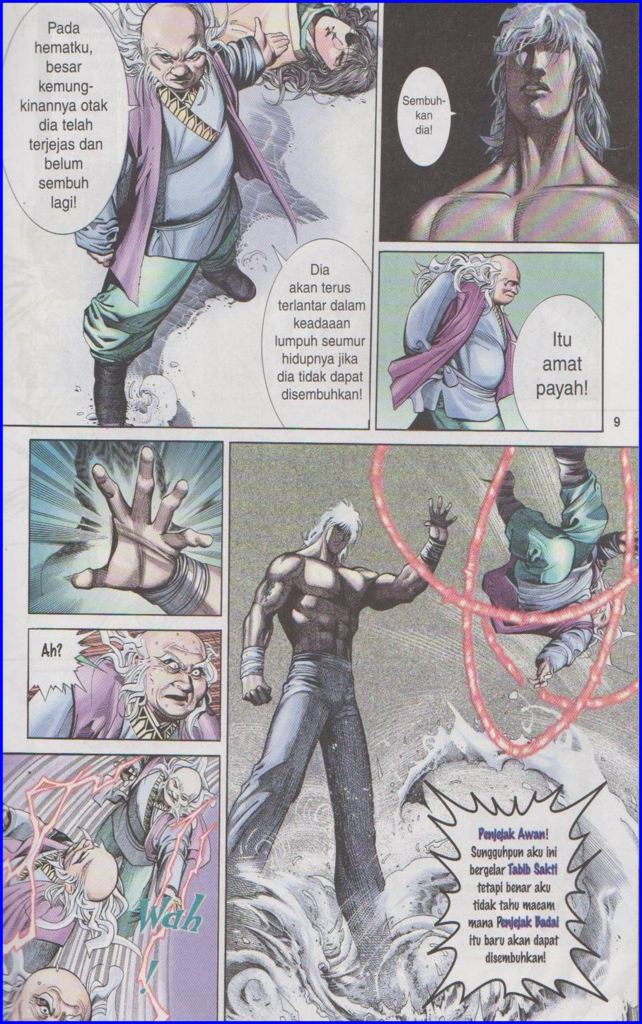 Pada
hematku,
besar
kemung-
kinannya otak
dia telah
terjejas dan
belum
sembuh
lagi!
Dia
akan terus
terlantar dalam
keadaaan
lumpuh seumur
hidupnya jika
dia tidak dapat
disembuhkan!
Sembuh-
kan
dia!
Itu
amat
payah!
9
Ah?
Wah
!
Penjejak Awan!
Sungguhpun aku ini
bergelar Tabib Sakti
tetapi benar aku
tidak tahu macam
mana Penjejak Badai
itu baru akan dapat
disembuhkan!